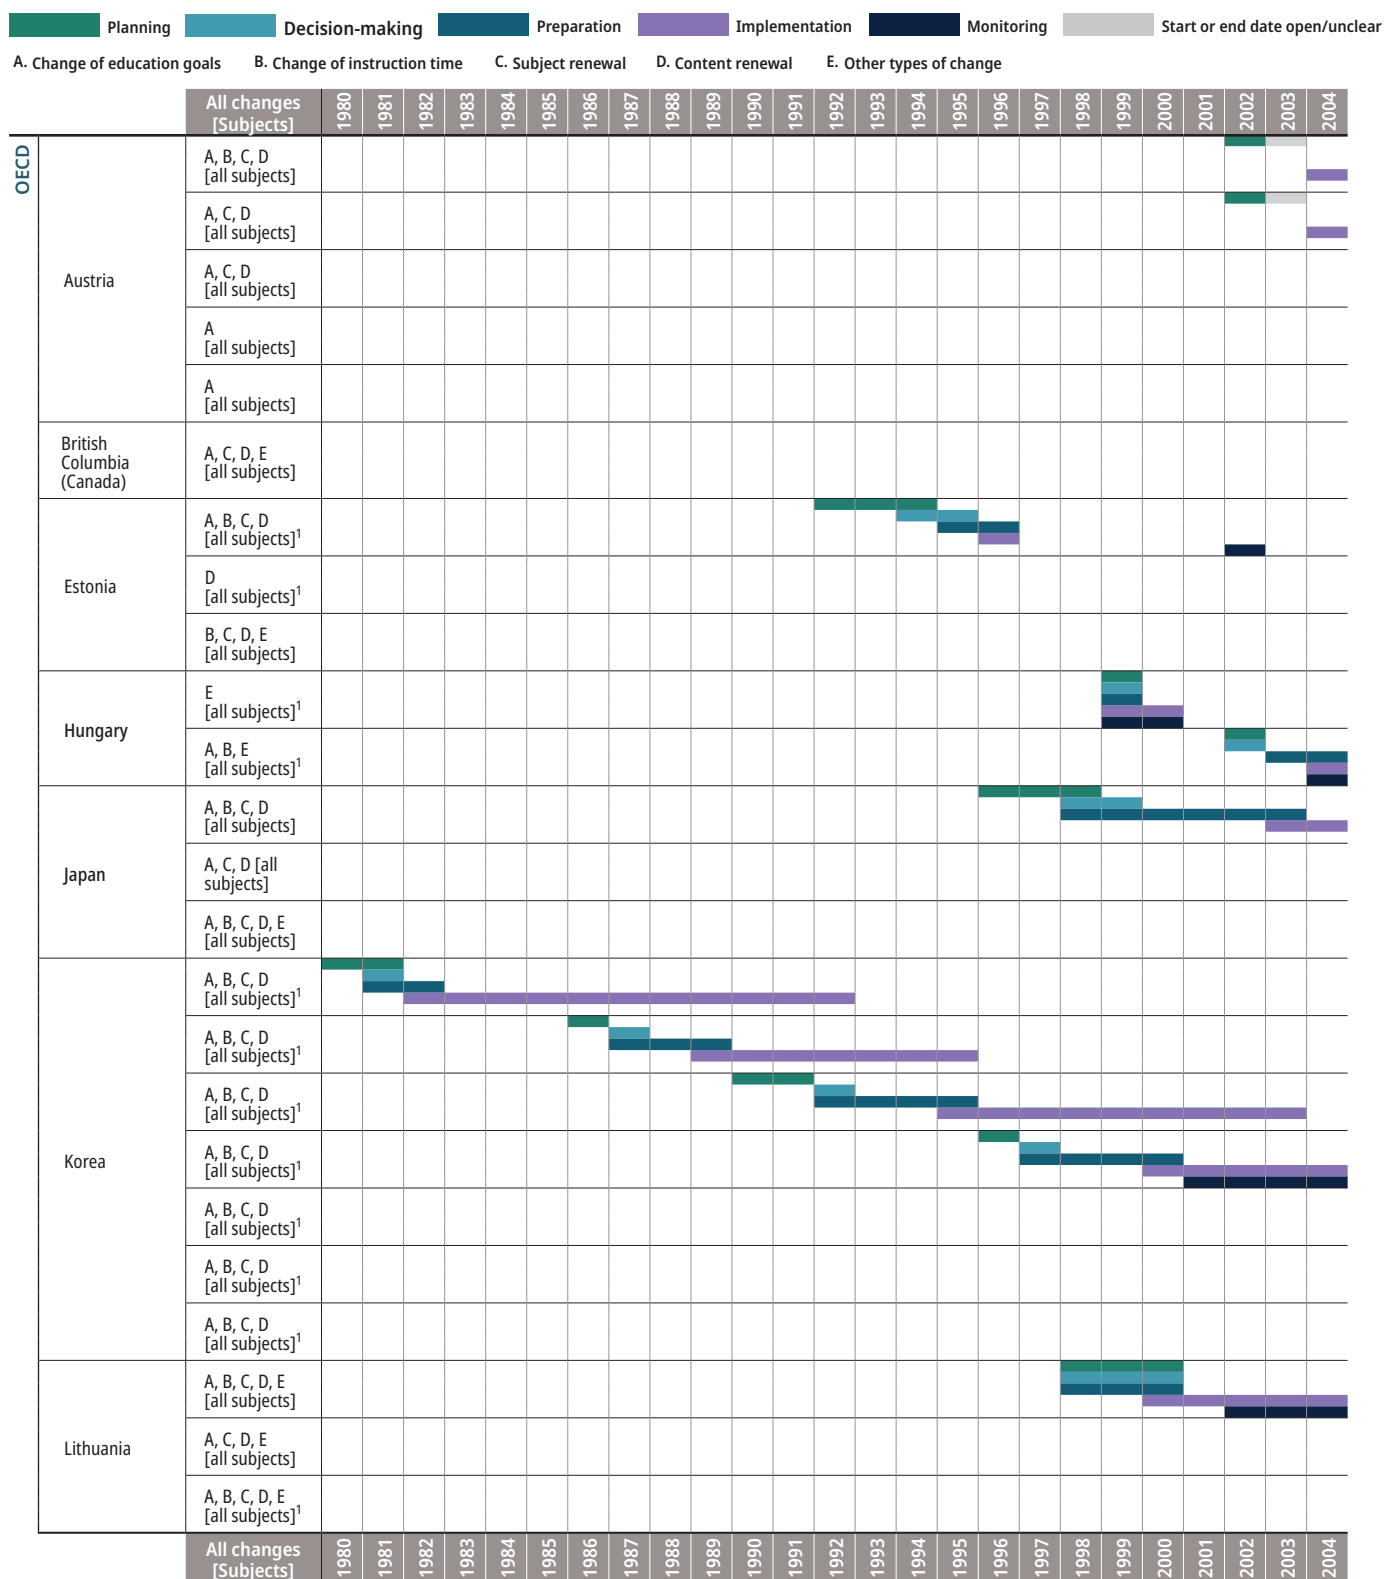 Planning Decision-making Preparation Implementation Monitoring Start or end date open/unclear
A. Change of education goals B. Change of instruction time C. Subject renewal D. Content renewal E. Other types of change
All changes
[Subjects]
1980 1981 1982 1983 1984 1985 1986 1987 1988 1989 1990 1991 1992 1993 1994 1995 1996 1997 1998 1999 2000 2001 2002 2003 2004
OECD
Austria
A, B, C, D
[all subjects]
A, C, D
[all subjects]
A, C, D
[all subjects]
A
[all subjects]
A
[all subjects]
British
Columbia
(Canada)
A, C, D, E
[all subjects]
Estonia
A, B, C, D
[all subjects]1
D
[all subjects]1
B, C, D, E
[all subjects]
Hungary
E
[all subjects]1
A, B, E
[all subjects]1
Japan
A, B, C, D
[all subjects]
A, C, D [all
subjects]
A, B, C, D, E
[all subjects]
Korea
A, B, C, D
[all subjects]1
A, B, C, D
[all subjects]1
A, B, C, D
[all subjects]1
A, B, C, D
[all subjects]1
A, B, C, D
[all subjects]1
A, B, C, D
[all subjects]1
A, B, C, D
[all subjects]1
Lithuania
A, B, C, D, E
[all subjects]
A, C, D, E
[all subjects]
A, B, C, D, E
[all subjects]1
All changes
[Subjects]
1980 1981 1982 1983 1984 1985 1986 1987 1988 1989 1990 1991 1992 1993 1994 1995 1996 1997 1998 1999 2000 2001 2002 2003 2004